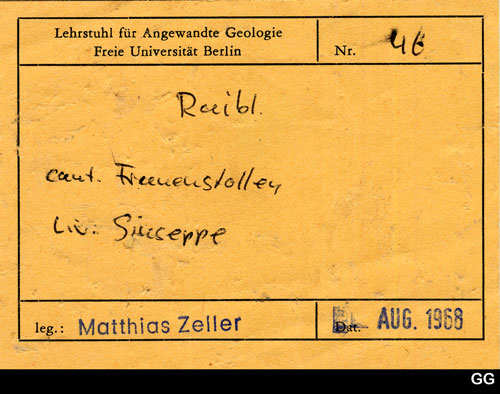 Lehrstuhl für Angewandte Geologie
Freie Universität Berlin
Nr. 46
Raibl.
cant. Frauenstollen
Liv: Giuseppe
leg.: Matthias Zeller
Dat. AUG. 1968
GG